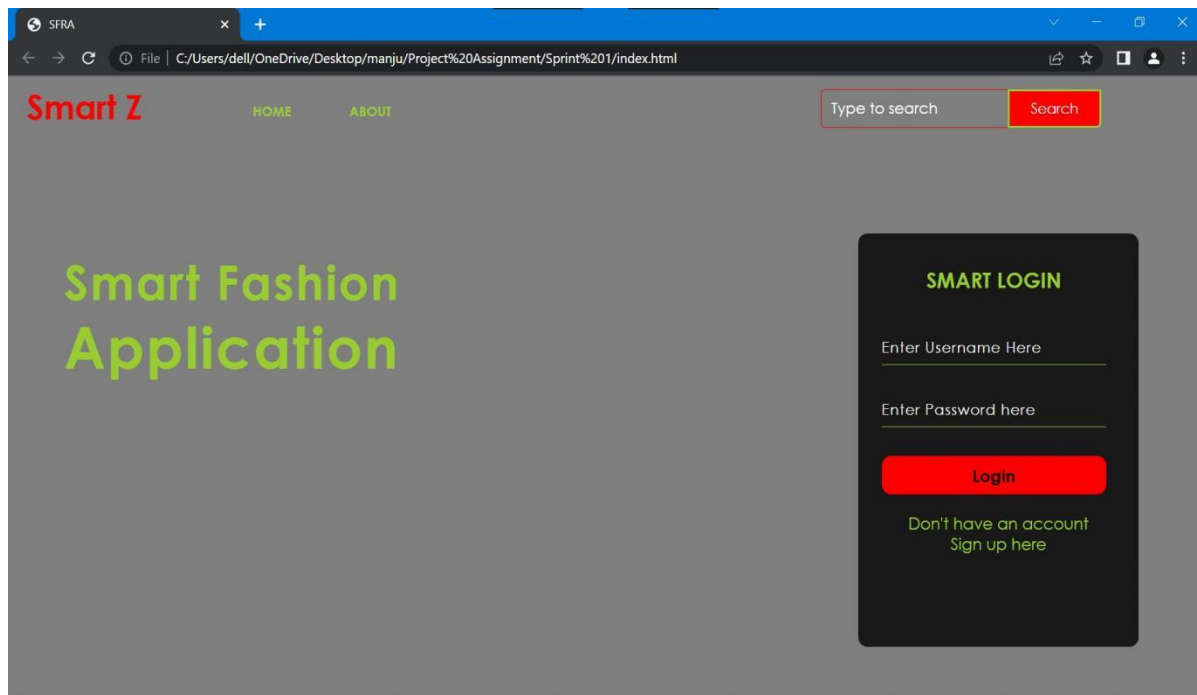 SFRA
File | C:/Users/dell/OneDrive/Desktop/manju/Project%20Assignment/Sprint%201/index.html
Smart Z
HOME
ABOUT
Type to search
Search
Smart Fashion
Application
SMART LOGIN
Enter Username Here
Enter Password here
Login
Don't have an account
Sign up here